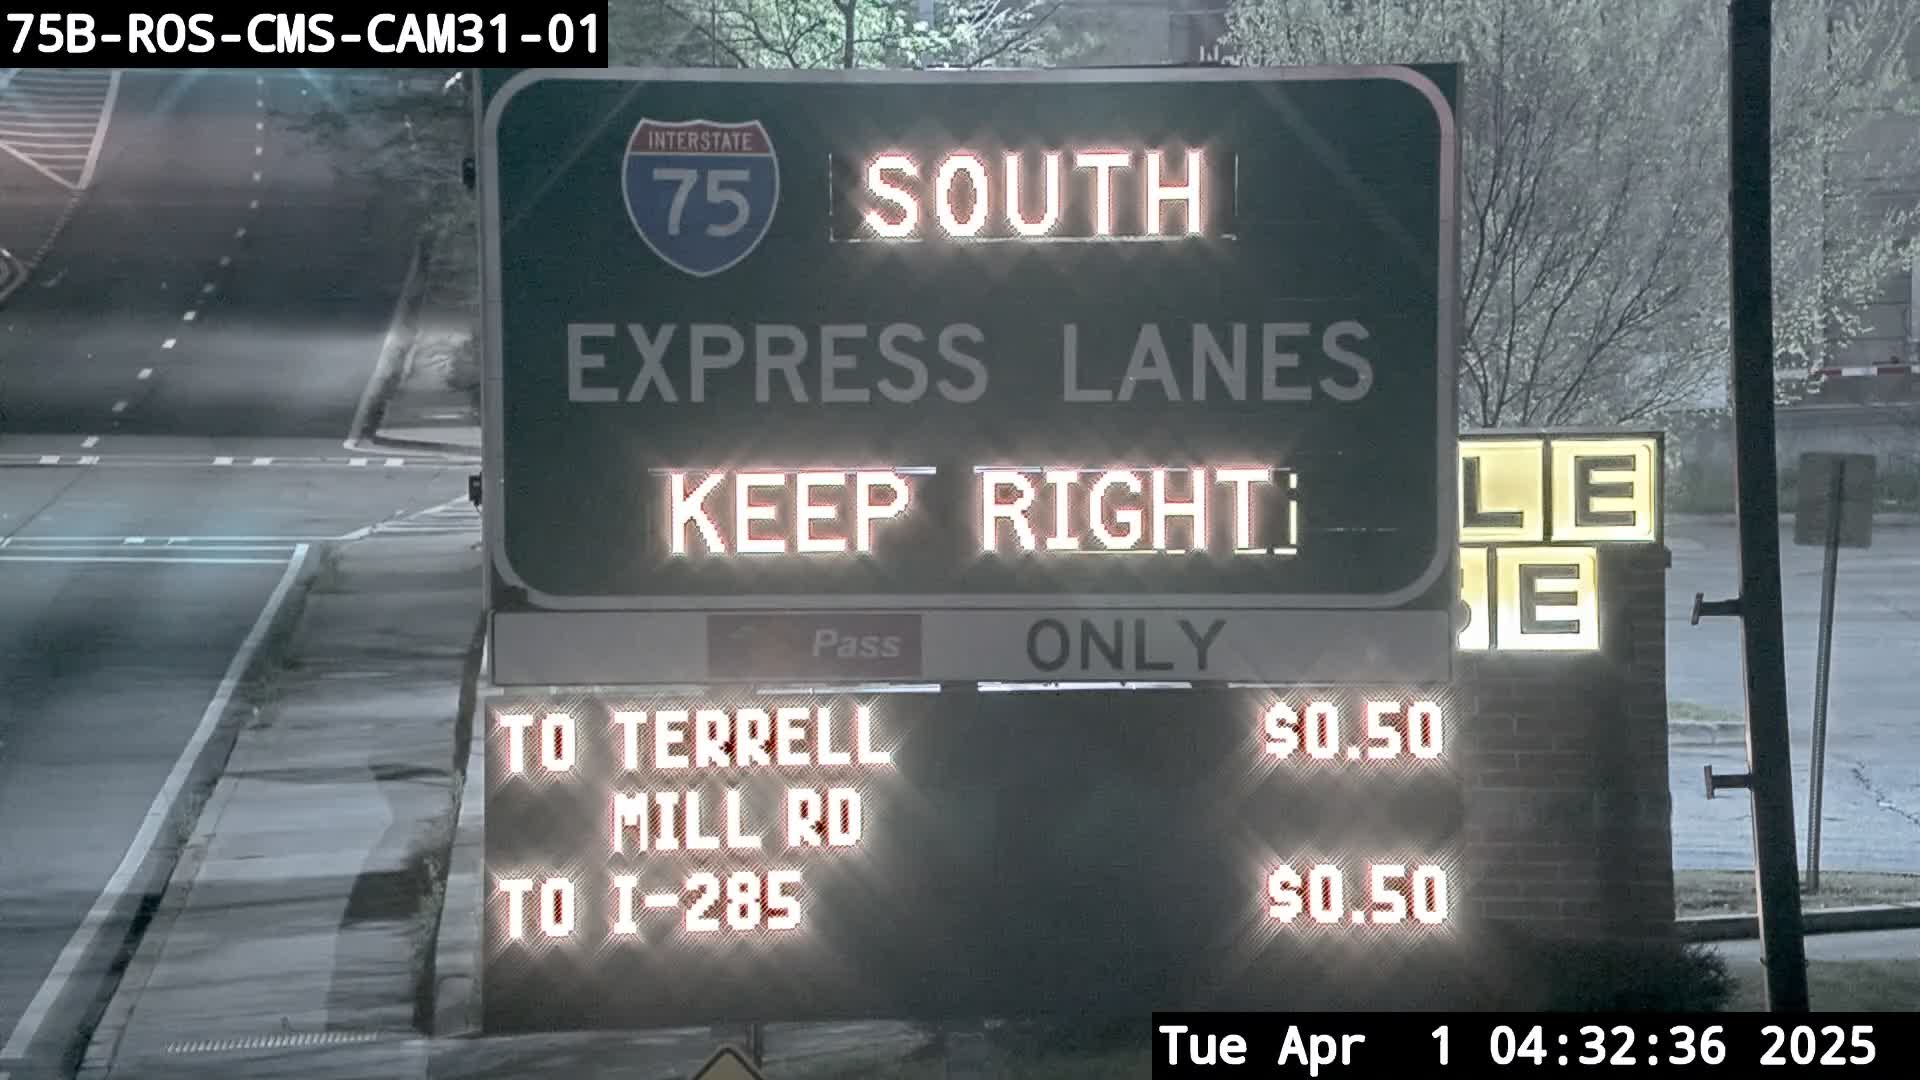 75B-ROS-CMS-CAM31-01
INTERSTATE
75
SOUTH
EXPRESS LANES
KEEP RIGHT
Pass ONLY
LE
E
TO TERRELL $0.50
MILL RD
TO I-285 $0.50
Tue Apr 1 04:32:36 2025